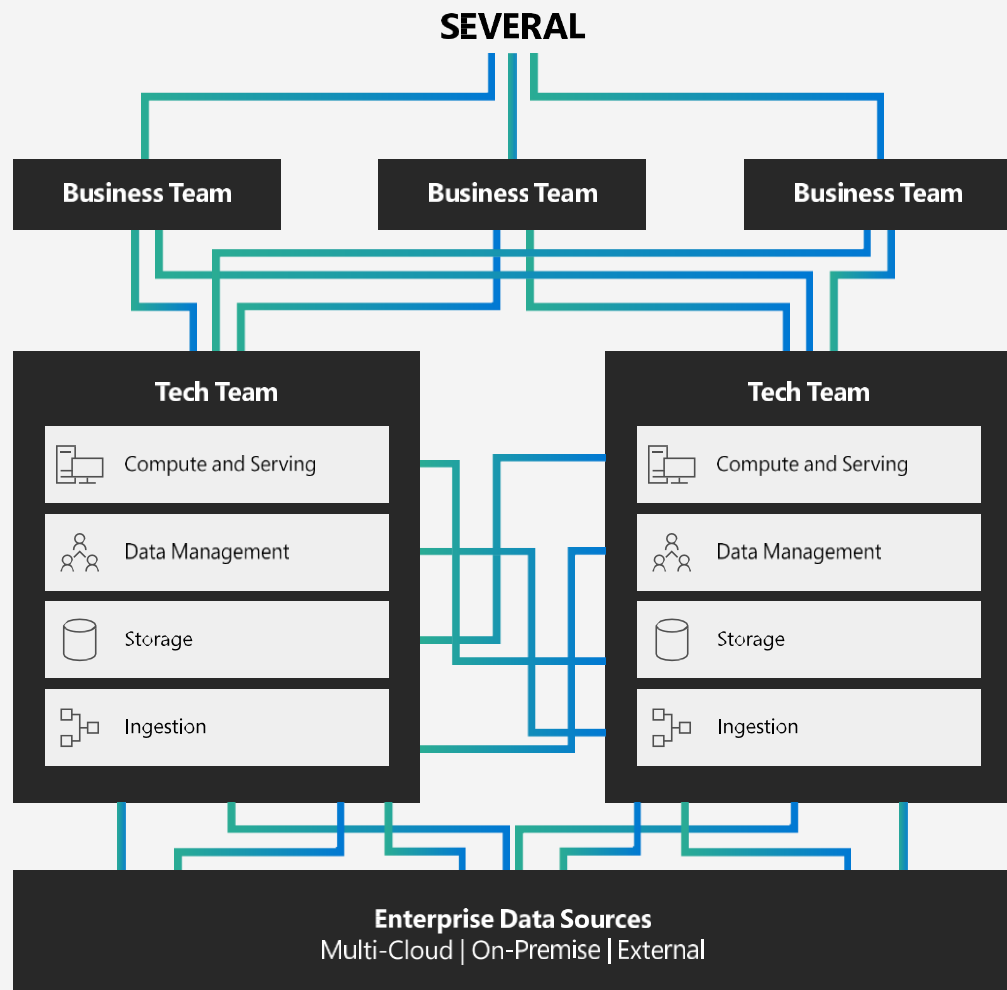 SEVERAL
Business Team
Business Team
Business Team
Tech Team
Compute and Serving
Data Management
Storage
Ingestion
Tech Team
Compute and Serving
Data Management
Storage
Ingestion
Enterprise Data Sources
Multi-Cloud | On-Premise | External